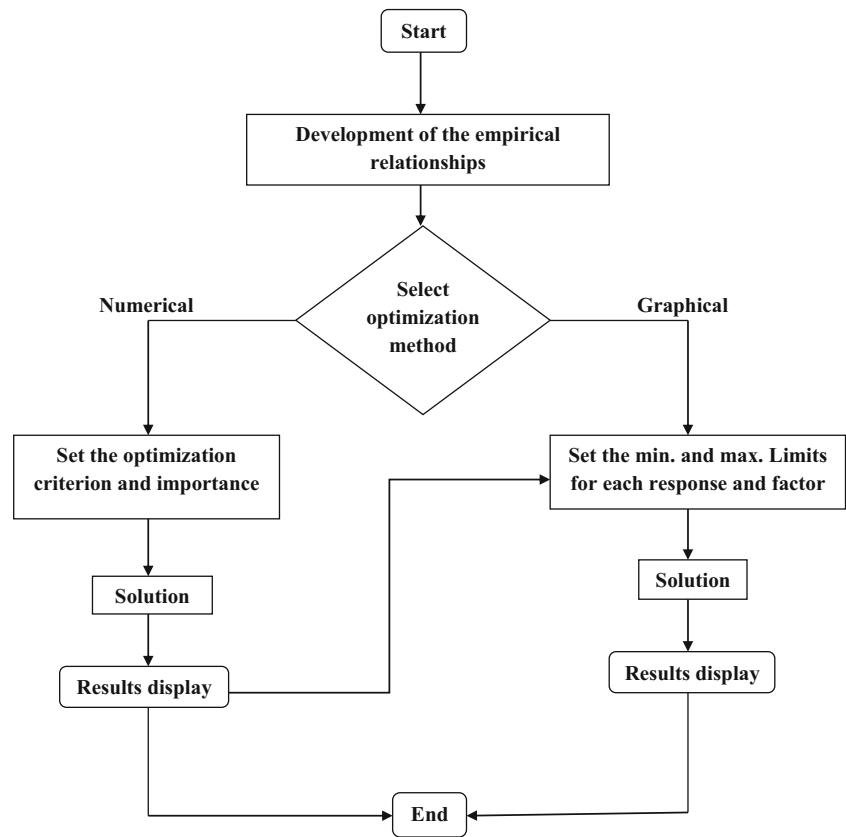 Start
Development of the empirical
relationships
Select
optimization
method
Numerical
Graphical
Set the optimization
criterion and importance
Set the min. and max. Limits
for each response and factor
Solution
Solution
Results display
Results display
End